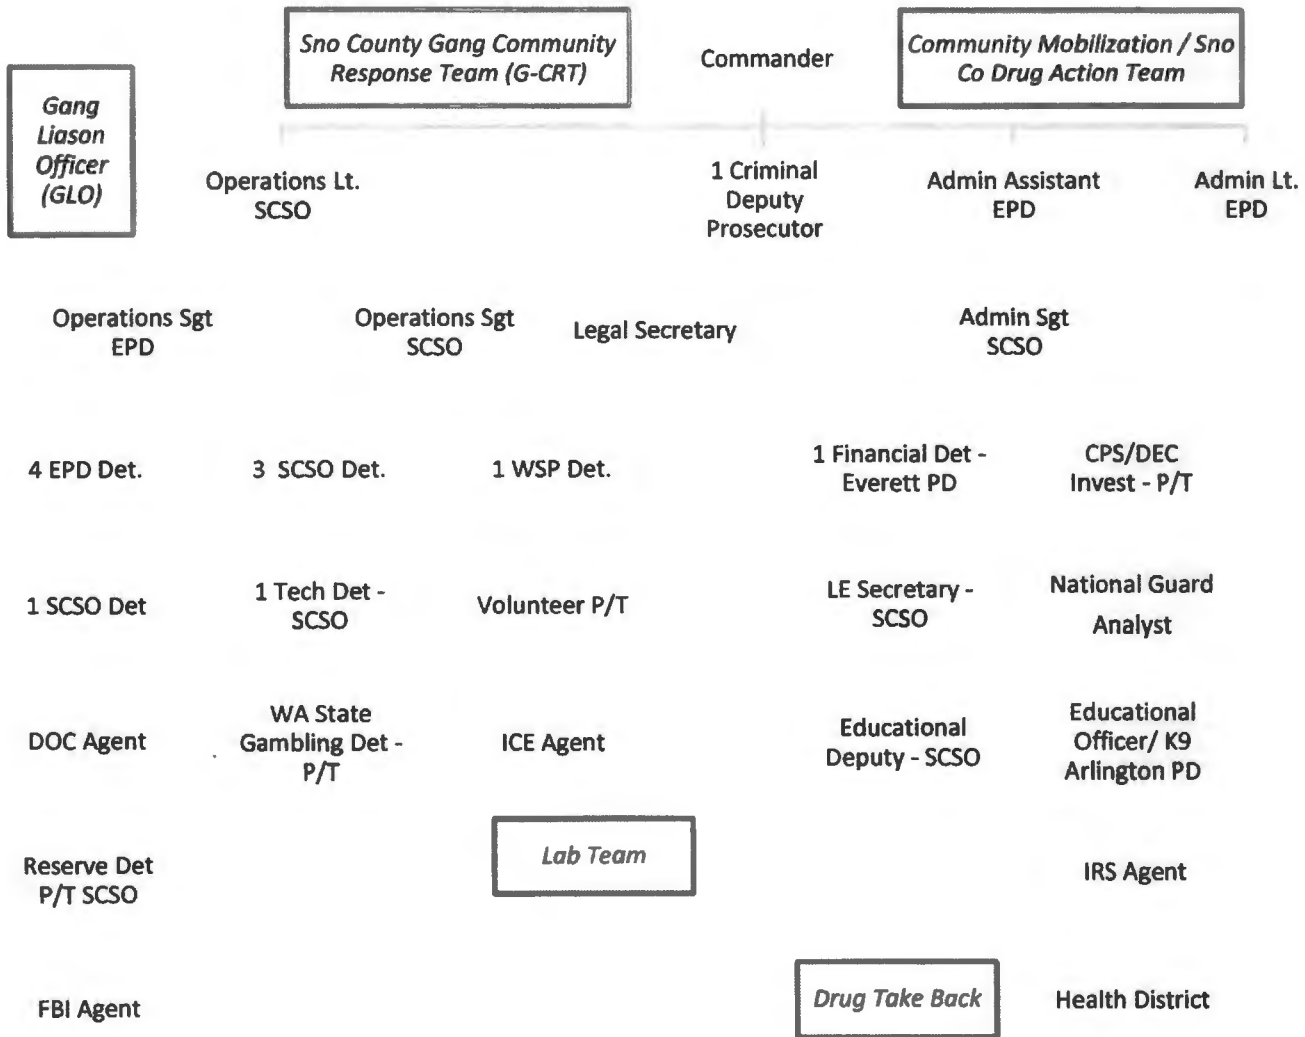 Sno County Gang Community
Response Team (G-CRT)
Commander
Community Mobilization / Sno
Co Drug Action Team
Gang
Liason
Officer
(GLO)
Operations Lt.
SCSO
1 Criminal
Deputy
Prosecutor
Admin Assistant
EPD
Admin Lt.
EPD
Operations Sgt
EPD
Operations Sgt
SCSO
Legal Secretary
Admin Sgt
SCSO
4 EPD Det.
3 SCSO Det.
1 WSP Det.
1 Financial Det -
Everett PD
CPS/DEC
Invest - P/T
1 SCSO Det
1 Tech Det -
SCSO
Volunteer P/T
LE Secretary -
SCSO
National Guard
Analyst
DOC Agent
WA State
Gambling Det -
P/T
ICE Agent
Educational
Deputy - SCSO
Educational
Officer/ K9
Arlington PD
Reserve Det
P/T SCSO
Lab Team
IRS Agent
FBI Agent
Drug Take Back
Health District